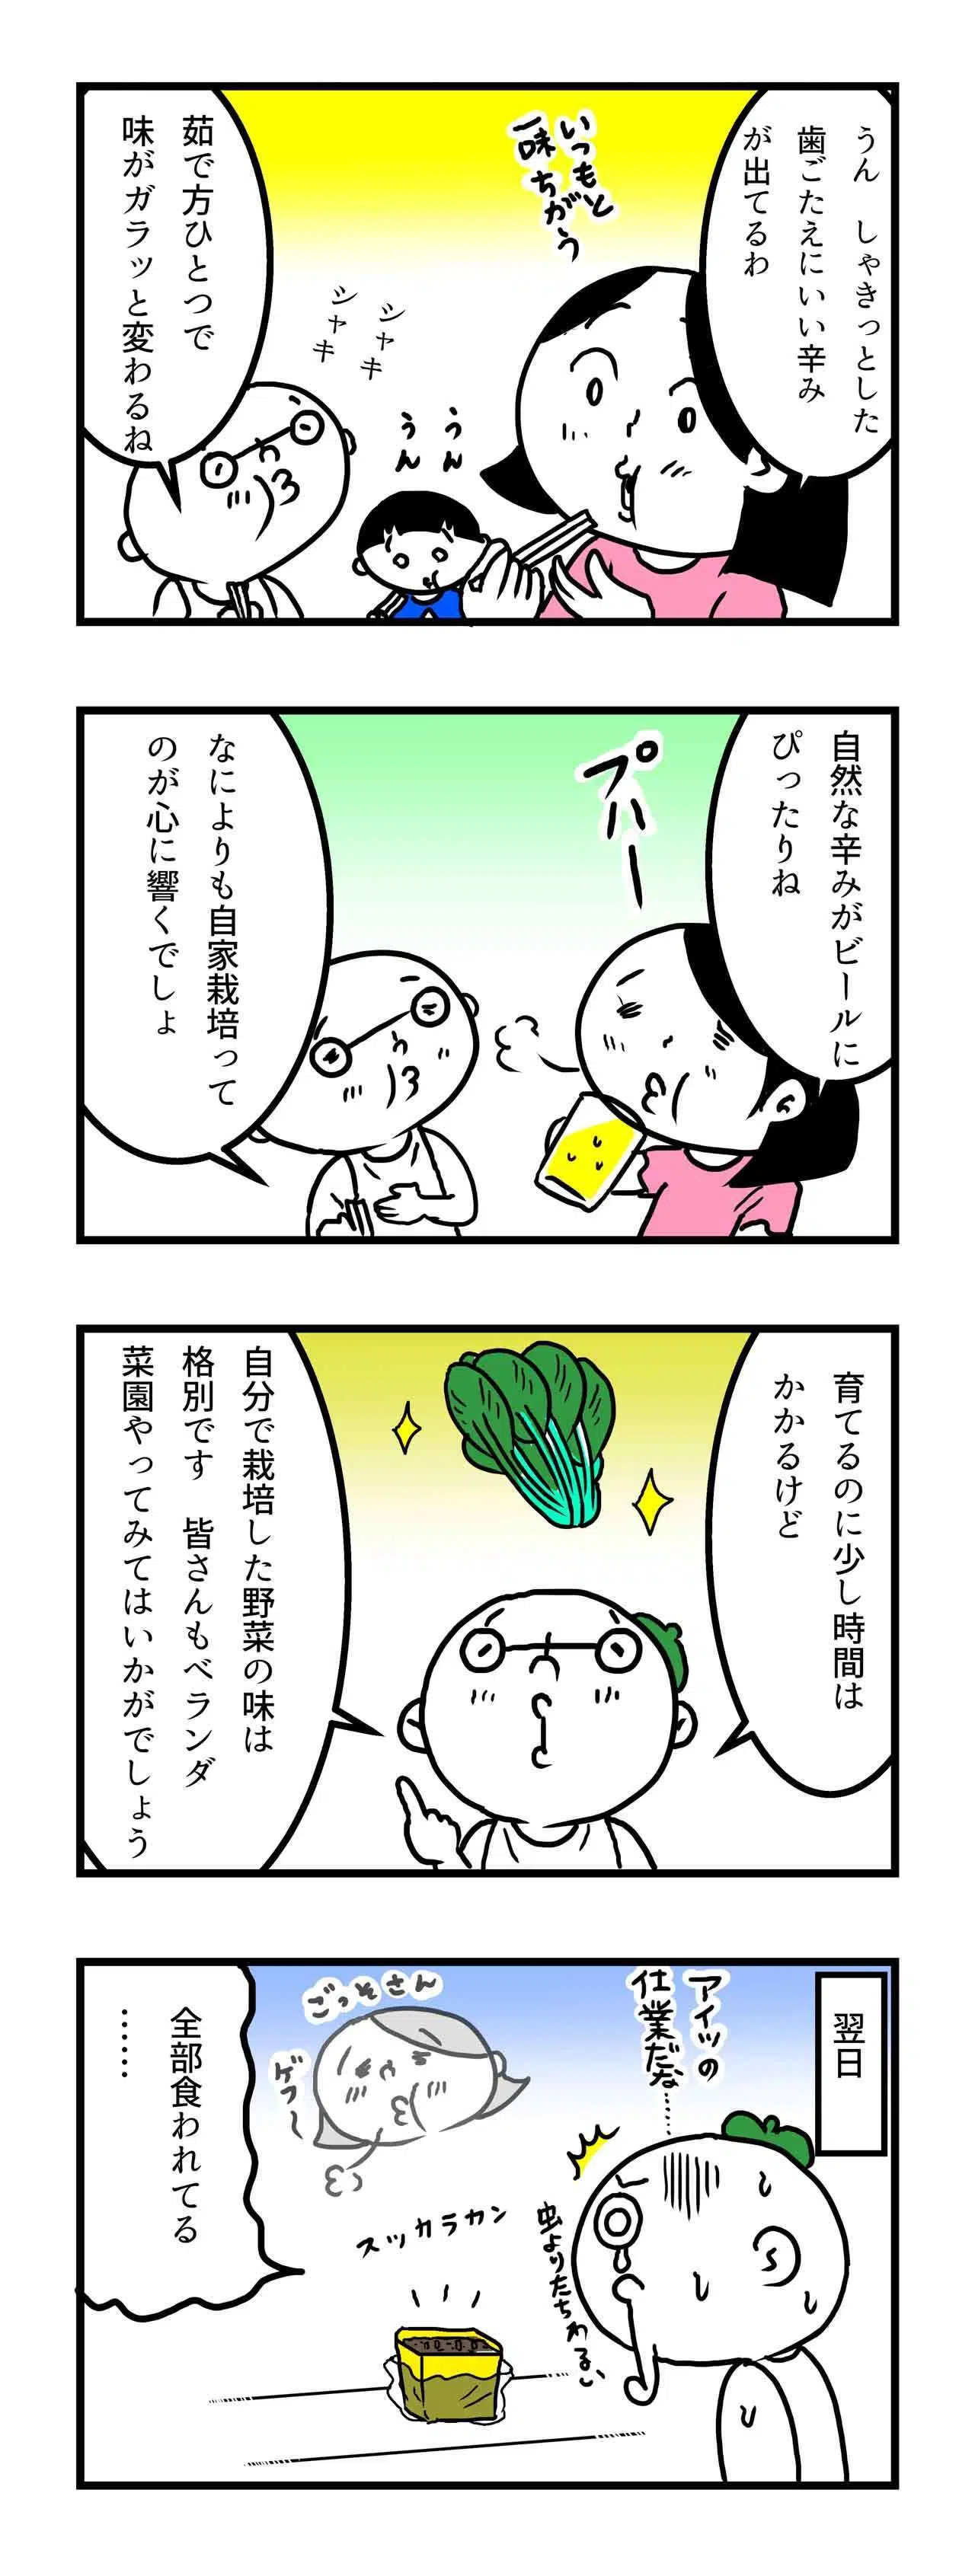 うん　しゃきっとした
歯ごたえにいい辛み
が出てるわ
いつもと
一味ちがう
シャキ
シャキ
うん
うん
茹で方ひとつで
味がガラッと変わるね
自然な辛みがビールに
ぴったりね
プハー
なによりも自家栽培って
のが心に響くでしょ
育てるのに少し時間は
かかるけど
自分で栽培した野菜の味は
格別です　皆さんもベランダ
菜園やってみてはいかがでしょう
翌日
アイツの
仕業だな……
ごっそさん
ゲフ〜
虫よりたちわるい
スッカラカン
全部食われてる
……